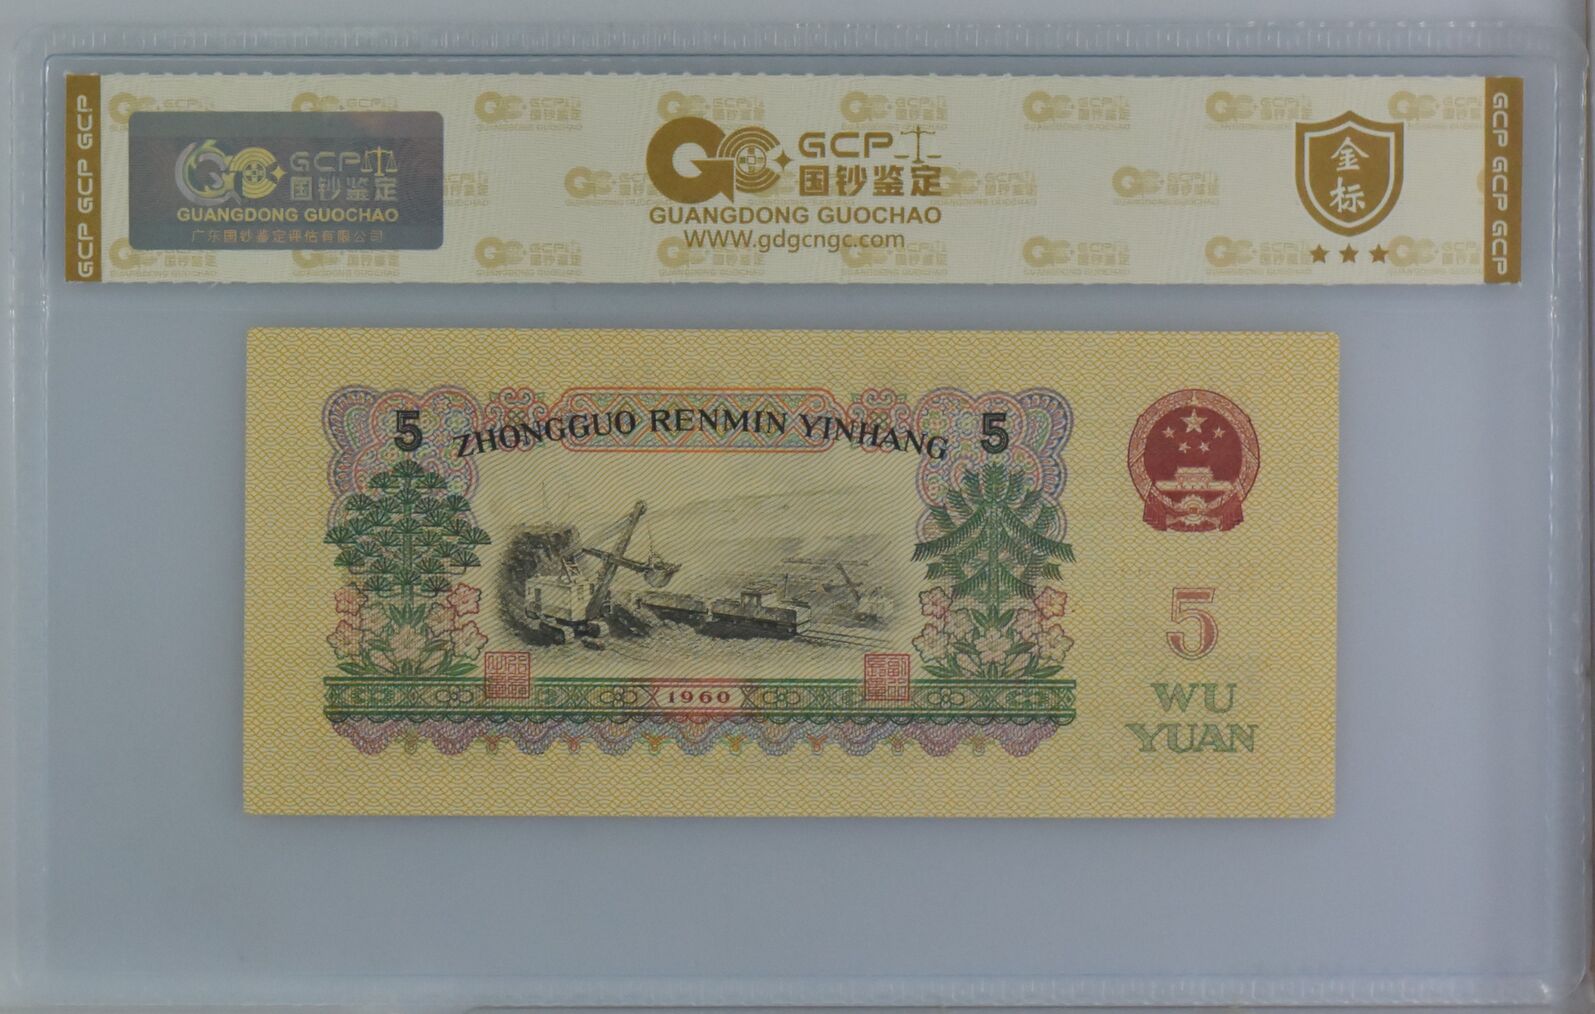 GCP GCP GCP
GCP
国钞鉴定
GUANGDONG GUOCHAO
广东国钞鉴定评估有限公司
GCP
国钞鉴定
GUANGDONG GUOCHAO
WWW.gdgcngc.com
金
标
GCP GCP GCP
5
ZHONGGUO RENMIN YINHANG
5
1960
5
WU
YUAN